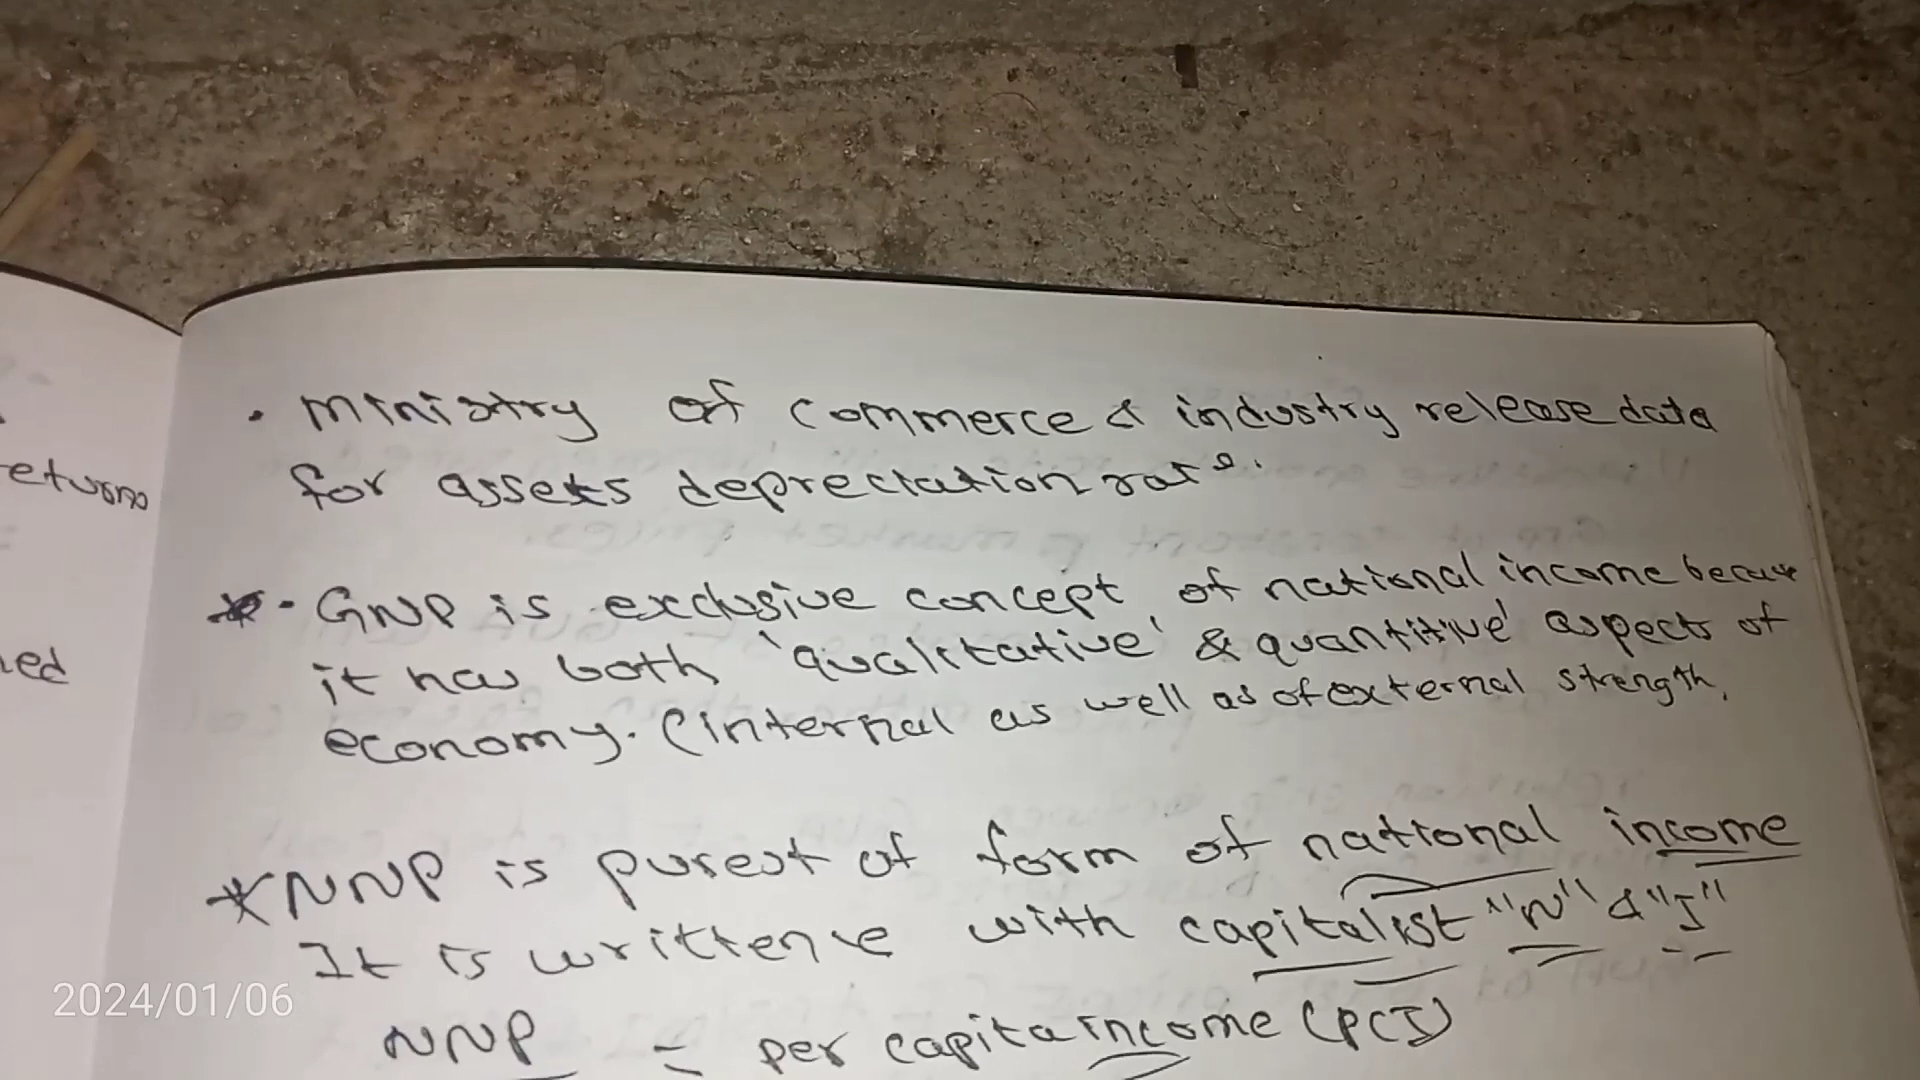 eturns
ned
• Ministry of commerce & industry release data
for assets depreciation rate.
* • GNP is exclusive concept of national income because
it has both 'qualitative' & quantitive' aspects of
economy. (internal as well as of external strength,
* NNP is purest of form of national income
It is writtene with capitalist "N" & "I"
NNP = per capita income (PCI)
2024/01/06